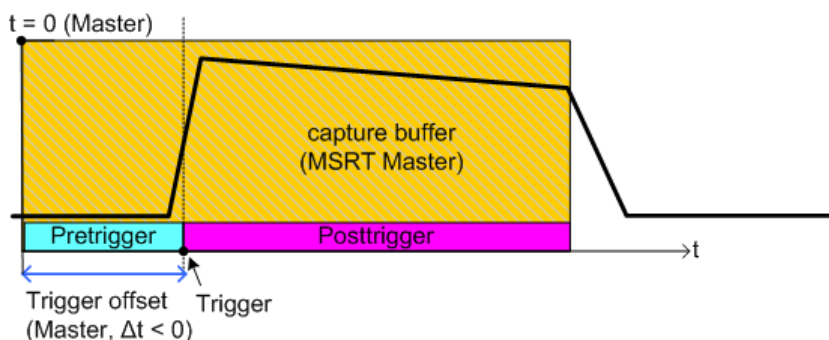 t = 0 (Master)
capture buffer
(MSRT Master)
Pretrigger
Posttrigger
t
Trigger offset
(Master, Δt < 0)
Trigger